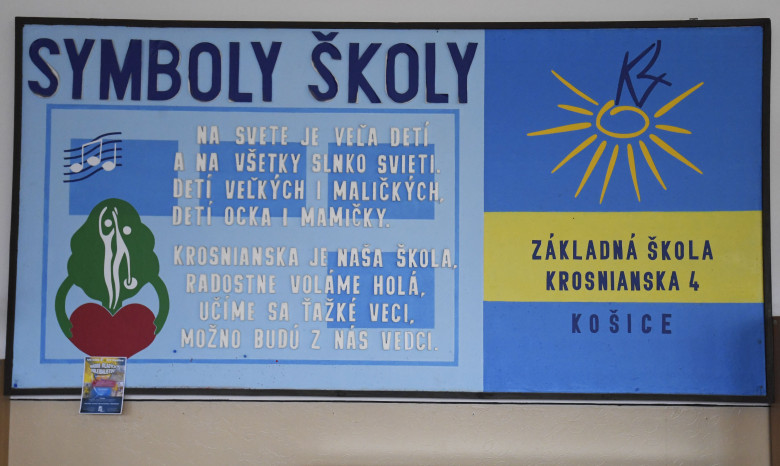 SYMBOLY ŠKOLY
NA SVETE JE VEĽA DETÍ
A NA VŠETKY SLNKO SVIETI.
DETÍ VEĽKÝCH I MALIČKÝCH,
DETÍ OCKA I MAMIČKY.
KROSNIANSKA JE NAŠA ŠKOLA,
RADOSTNE VOLÁME HOLÁ,
UČÍME SA ŤAŽKÉ VECI,
MOŽNO BUDÚ Z NÁS VEDCI.
K4
ZÁKLADNÁ ŠKOLA
KROSNIANSKA 4
KOŠICE